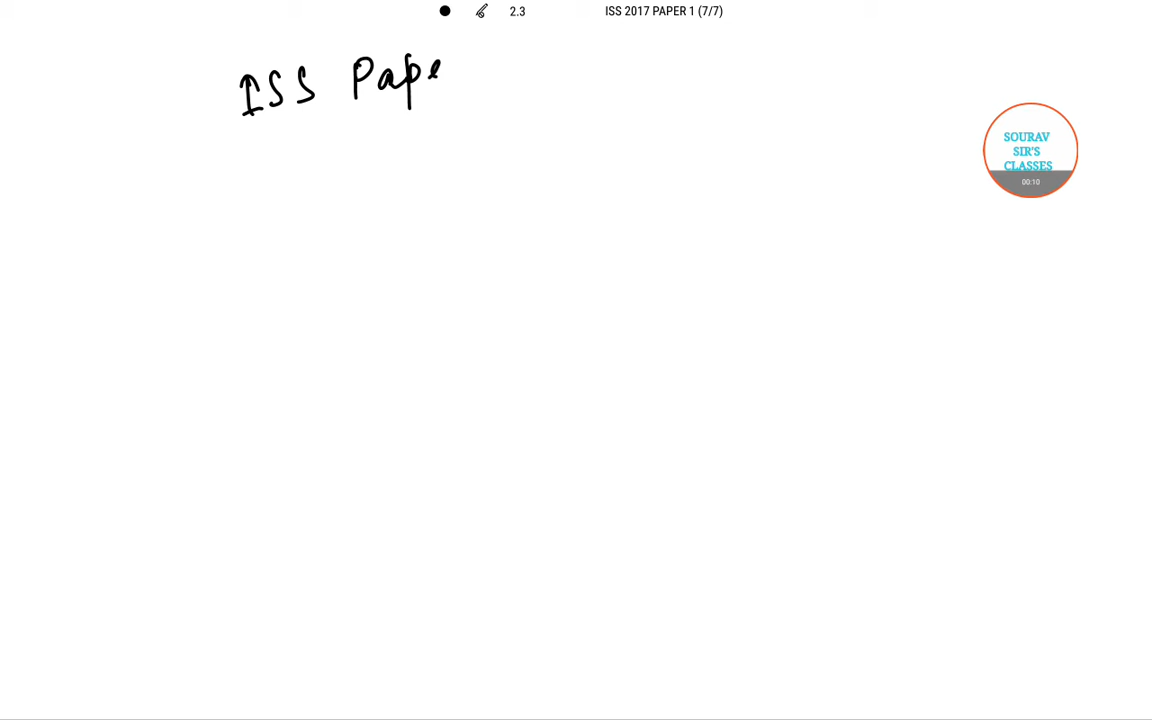 2.3 ISS 2017 PAPER 1 (7/7)
ISS Pape
SOURAV
SIR'S
CLASSES
00:10